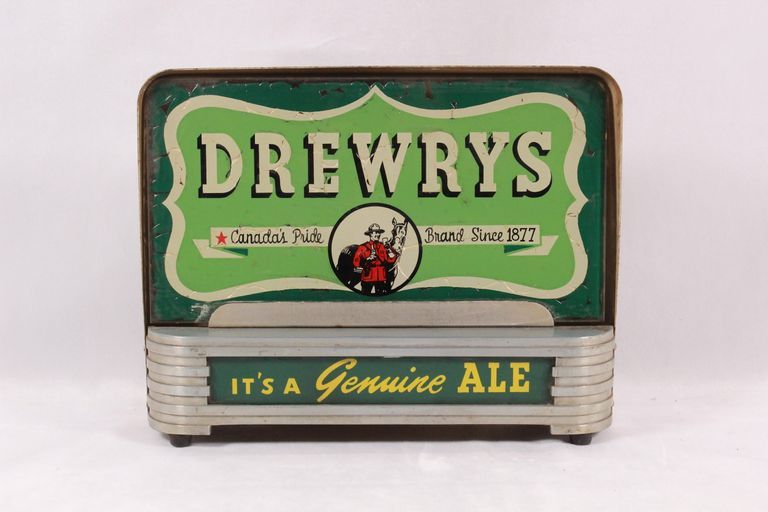 DREWRYS
Canada's Pride Brand Since 1877
IT'S A Genuine ALE